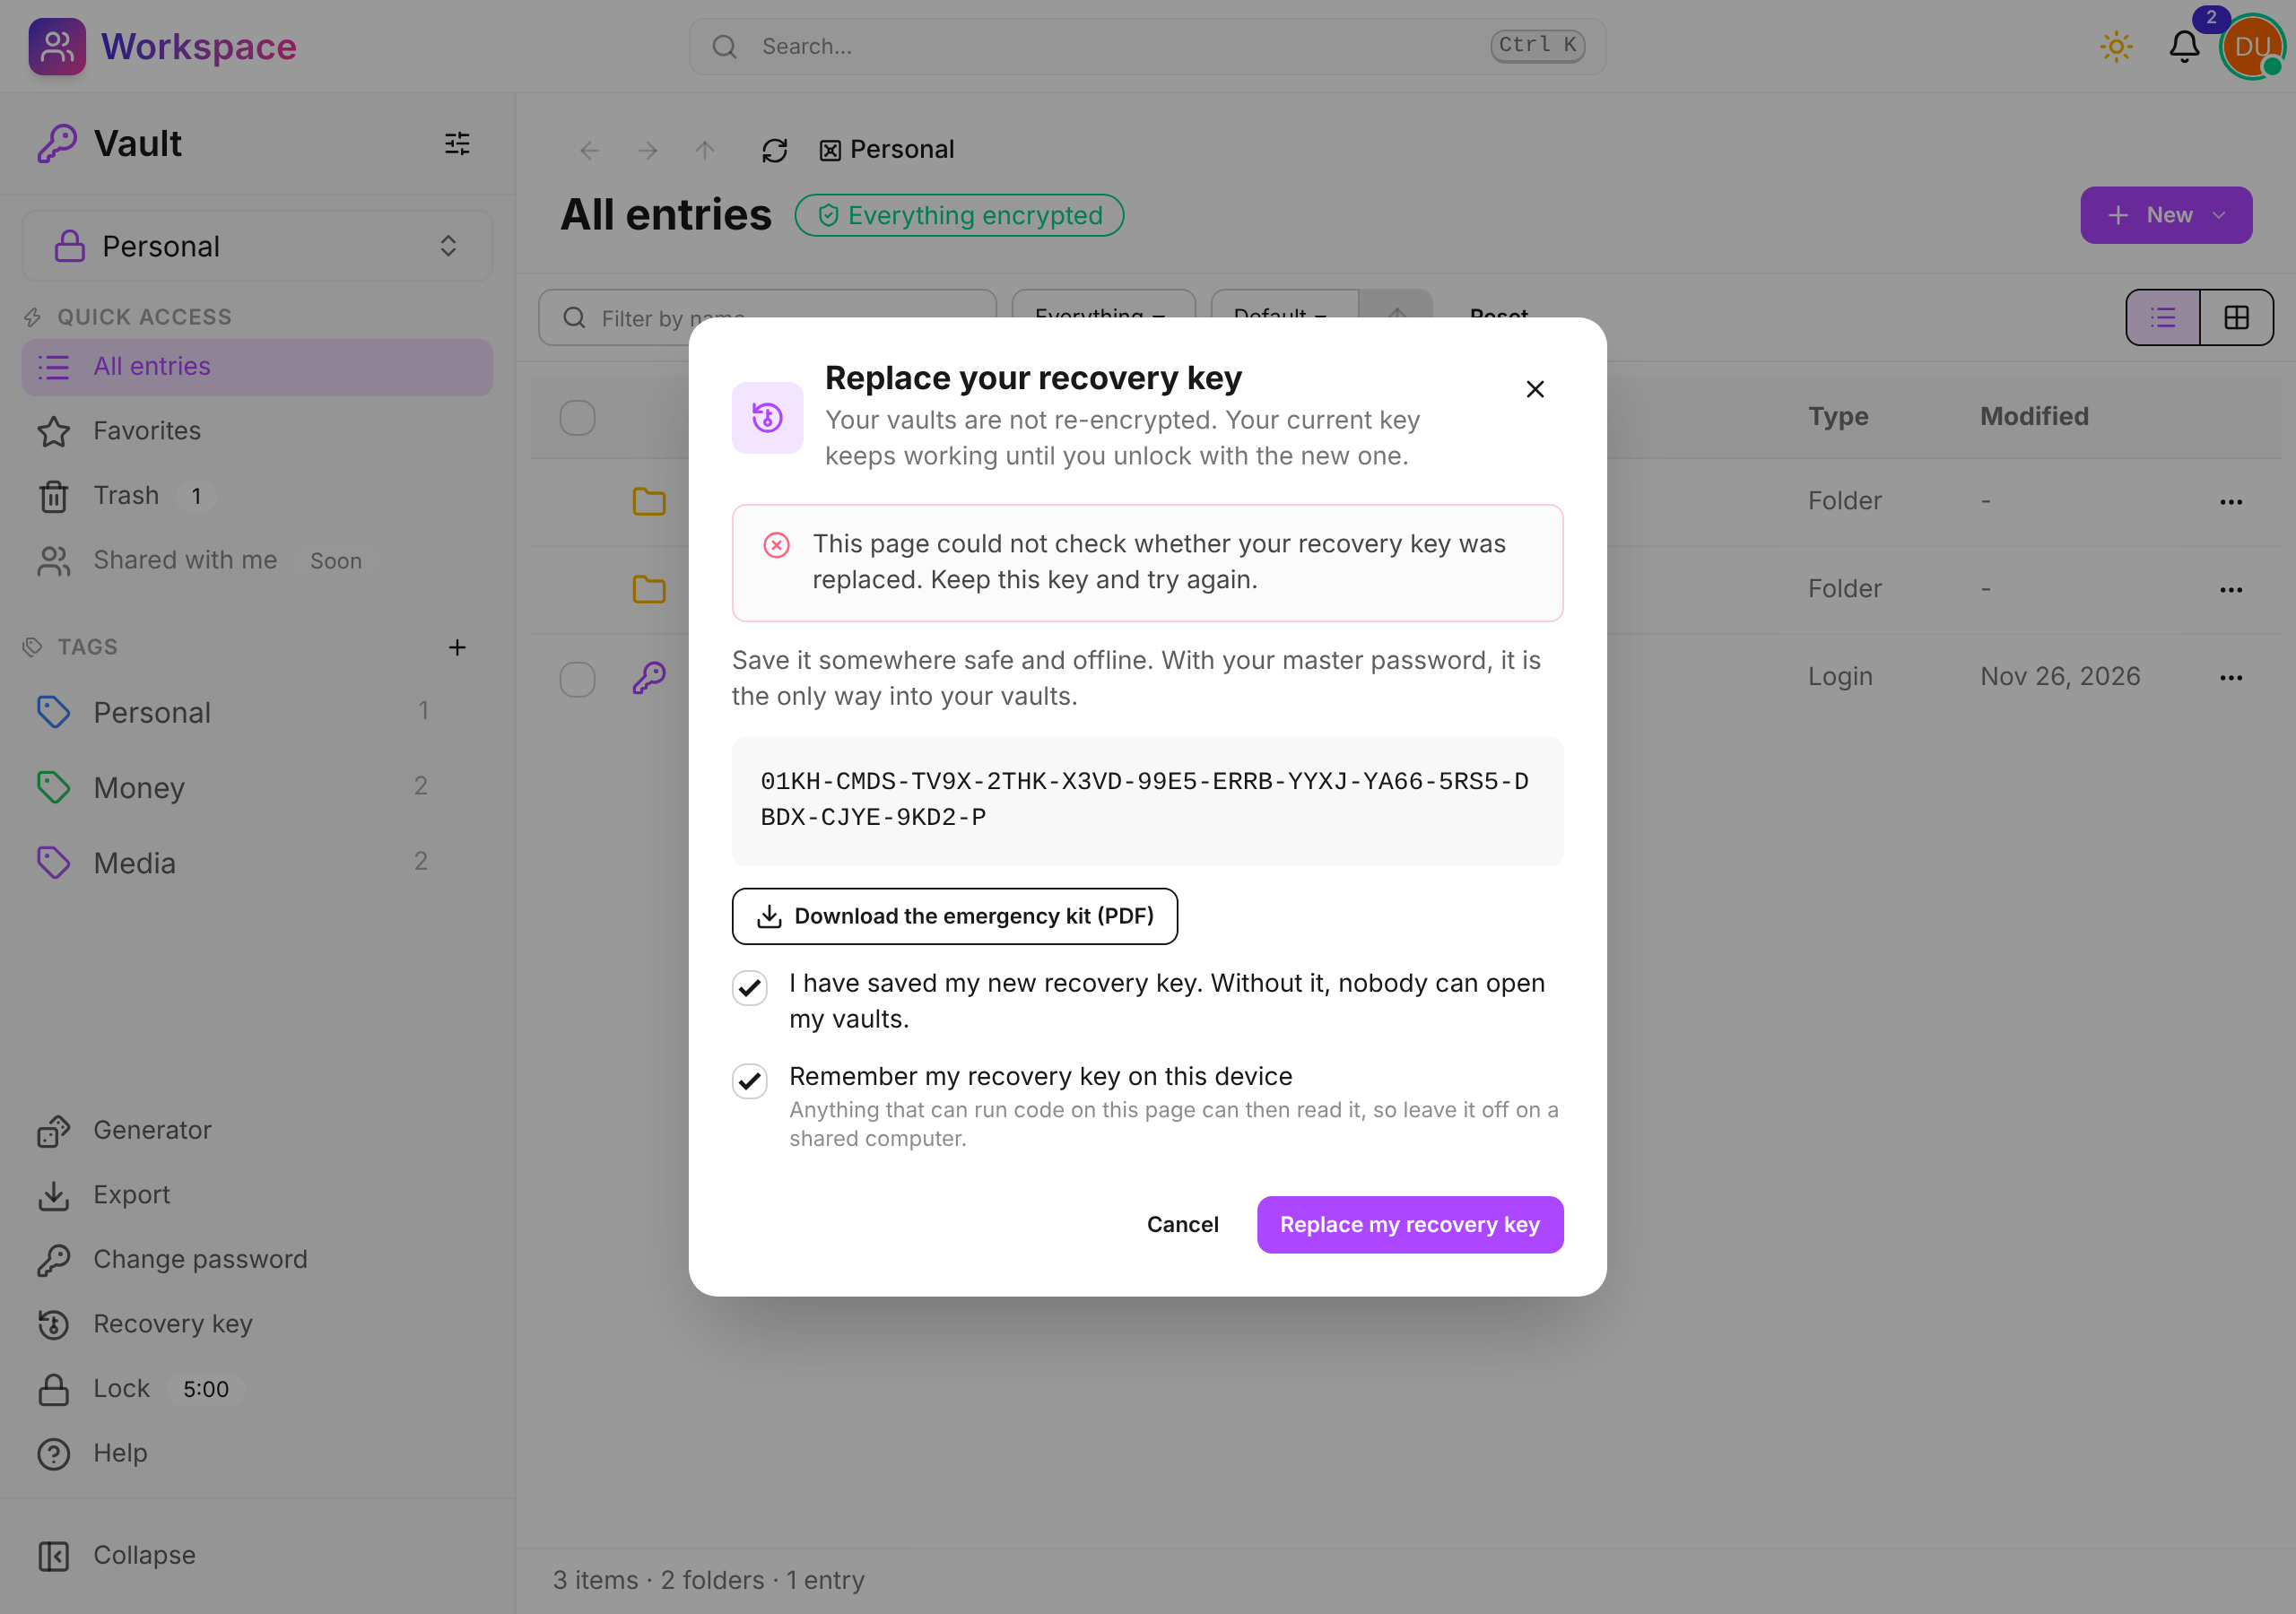 Workspace
Search...
Ctrl K
2
DU
Vault
Personal
QUICK ACCESS
All entries
Favorites
Trash 1
Shared with me Soon
TAGS
Personal 1
Money 2
Media 2
Generator
Export
Change password
Recovery key
Lock 5:00
Help
Collapse
Personal
All entries
Everything encrypted
New
Filter by name...
Everything
Default
Reset
Type Modified
Folder -
Folder -
Login Nov 26, 2026
3 items · 2 folders · 1 entry
Replace your recovery key
Your vaults are not re-encrypted. Your current key
keeps working until you unlock with the new one.
This page could not check whether your recovery key was
replaced. Keep this key and try again.
Save it somewhere safe and offline. With your master password, it is
the only way into your vaults.
01KH-CMDS-TV9X-2THK-X3VD-99E5-ERRB-YYXJ-YA66-5RS5-D
BDX-CJYE-9KD2-P
Download the emergency kit (PDF)
I have saved my new recovery key. Without it, nobody can open
my vaults.
Remember my recovery key on this device
Anything that can run code on this page can then read it, so leave it off on a
shared computer.
Cancel
Replace my recovery key